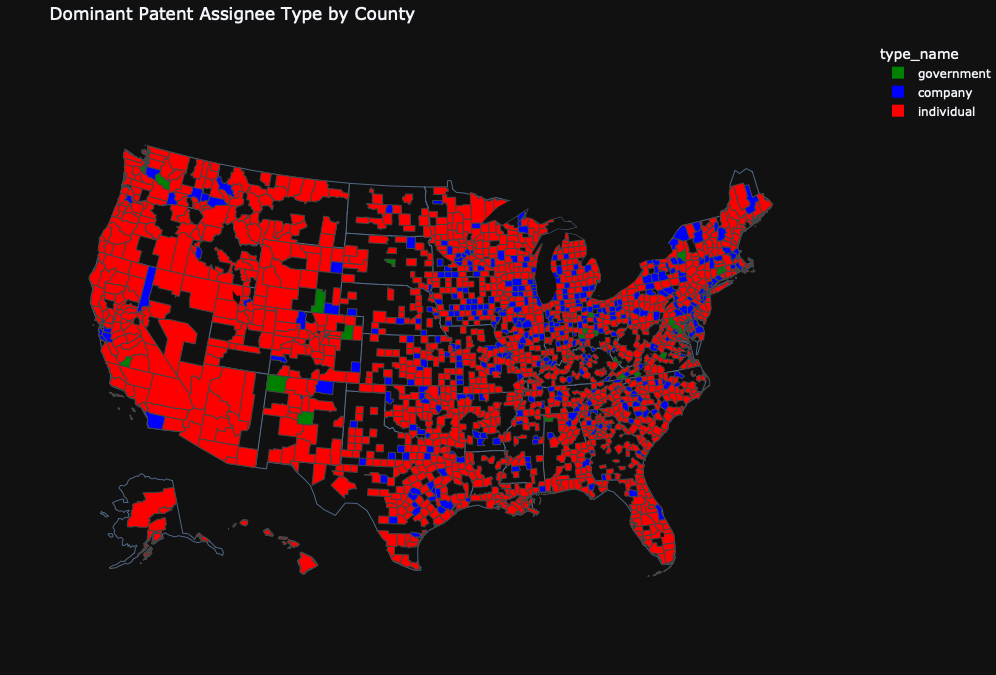 Dominant Patent Assignee Type by County
type_name
government
company
individual